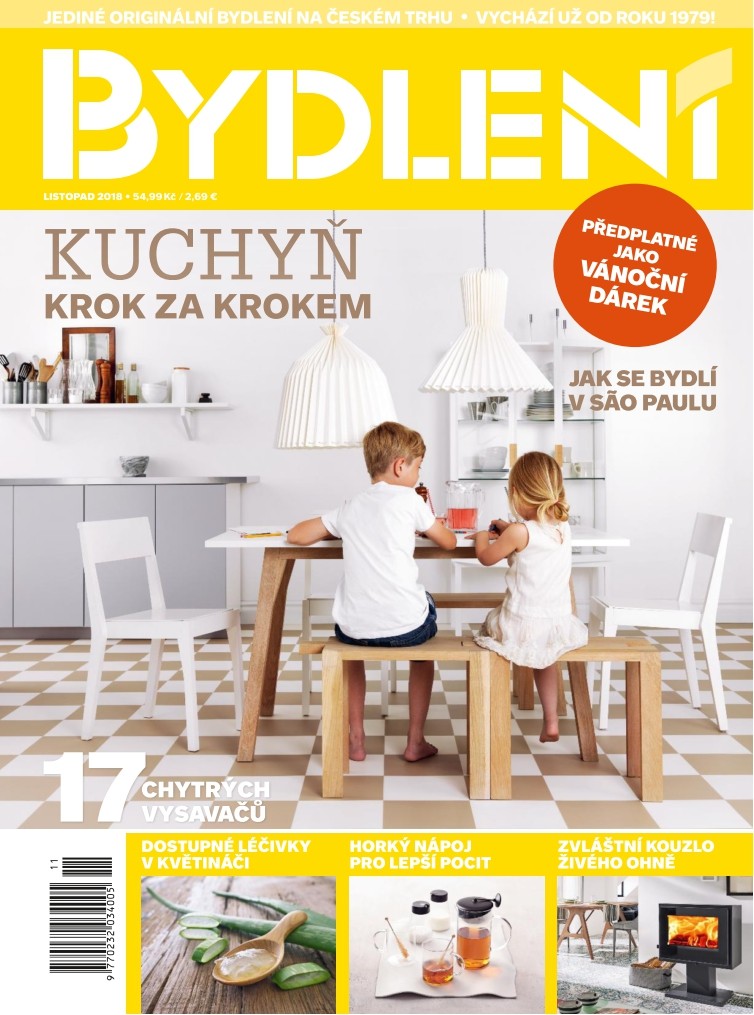 JEDINÉ ORIGINÁLNÍ BYDLENÍ NA ČESKÉM TRHU • VYCHÁZÍ UŽ OD ROKU 1979!
BYDLENÍ
LISTOPAD 2018 • 54,99 Kč / 2,69 €
KUCHYŇ
KROK ZA KROKEM
PŘEDPLATNÉ
JAKO
VÁNOČNÍ
DÁREK
JAK SE BYDLÍ
V SÃO PAULU
17 CHYTRÝCH
VYSAVAČŮ
DOSTUPNÉ LÉČIVKY
V KVĚTINÁČI
HORKÝ NÁPOJ
PRO LEPŠÍ POCIT
ZVLÁŠTNÍ KOUZLO
ŽIVÉHO OHNĚ
11
9 770232 034005